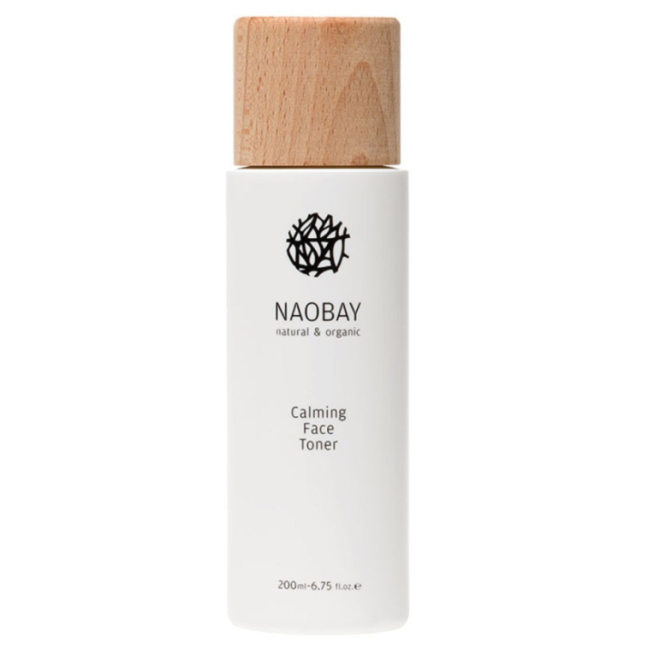 NAOBAY
natural & organic
Calming
Face
Toner
200ml-6.75 fl.oz.℮